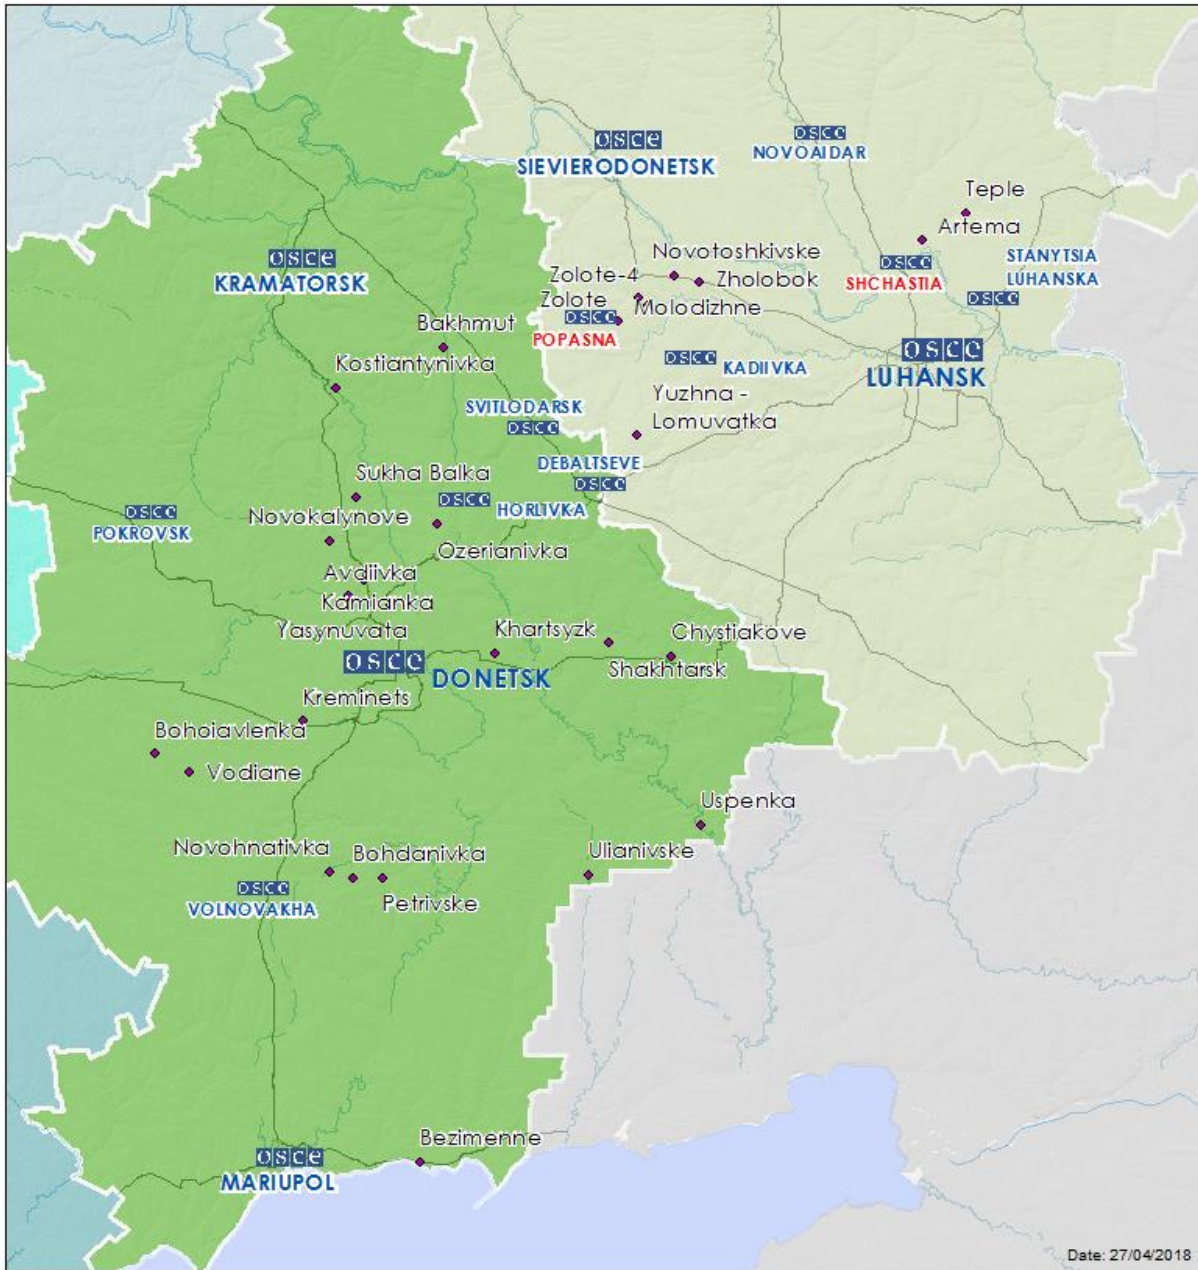 OSCE
SIEVIERODONETSK
OSCE
NOVOAIDAR
Teple
Artema
OSCE
SHCHASTIA
STANYTSIA
LUHANSKA
OSCE
OSCE
KRAMATORSK
Novotoshkivske
Zholobok
Zolote-4
Zolote
Molodizhne
OSCE
POPASNA
Bakhmut
Kostiantynivka
OSCE
KADIIVKA
OSCE
LUHANSK
Yuzhna -
Lomuvatka
SVITLODARSK
OSCE
DEBALTSEVE
OSCE
Sukha Balka
OSCE
HORLIVKA
OSCE
POKROVSK
Novokalynove
Ozerianivka
Avdiivka
Kamianka
Yasynuvata
Khartsyzk
Chystiakove
Shakhtarsk
OSCE
DONETSK
Kreminets
Bohoiavlenka
Vodiane
Uspenka
Novohnativka
Bohdanivka
Ulianivske
OSCE
VOLNOVAKHA
Petrivske
Bezimenne
OSCE
MARIUPOL
Date: 27/04/2018